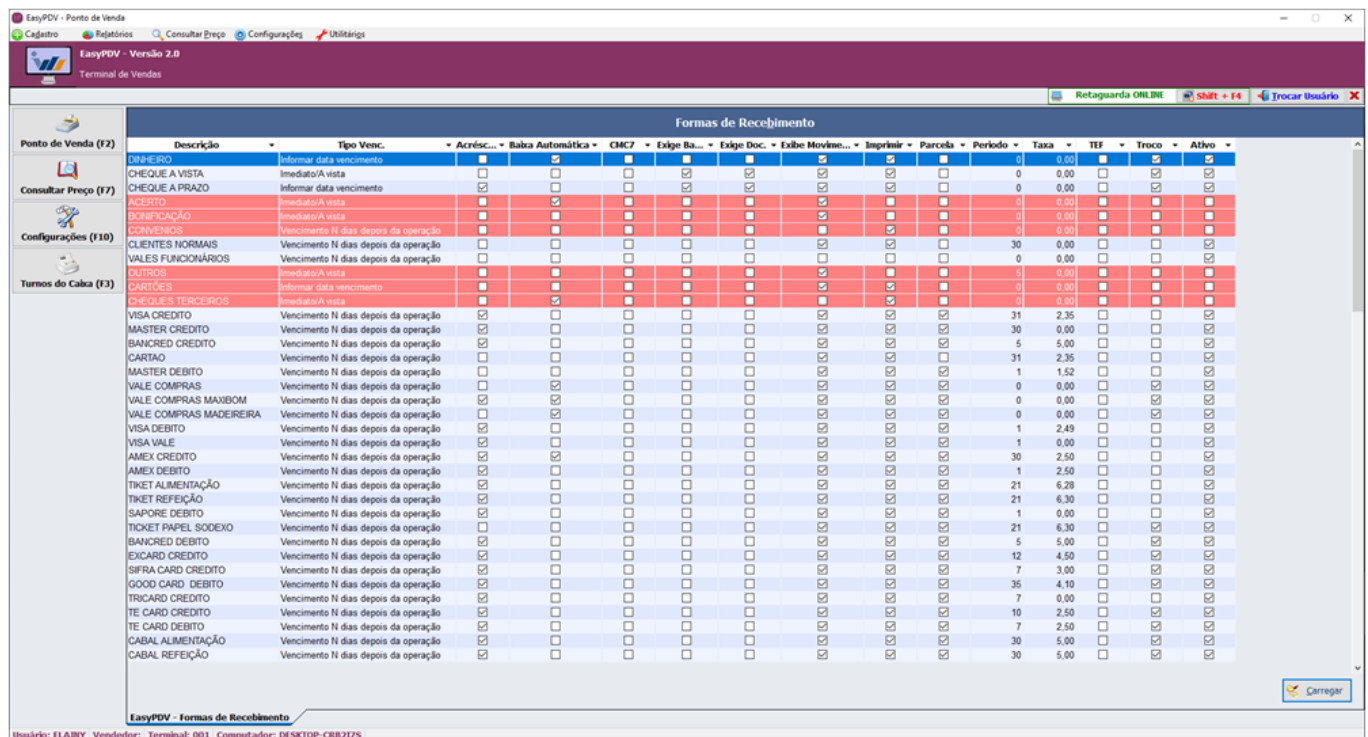 EasyPDV - Ponto de Venda
Cadastro Relatórios Consultar Preço Configurações Utilitários
EasyPDV - Versão 2.0
Terminal de Vendas
Retaguarda ONLINE Shift + F4 Trocar Usuário
Formas de Recebimento
Ponto de Venda (F2)
Consultar Preço (F7)
Configurações (F10)
Turnos do Caixa (F3)
Descrição Tipo Venc. Acrésc... Baixa Automática CMC7 Exige Ba... Exige Doc. Exibe Movime... Imprimir Parcela Periodo Taxa TEF Troco Ativo
DINHEIRO Informar data vencimento 0 0,00
CHEQUE A VISTA Imediato/A vista 0 0,00
CHEQUE A PRAZO Informar data vencimento 0 0,00
ACERTO Imediato/A vista 0 0,00
BONIFICAÇÃO Imediato/A vista 0 0,00
CONVENIOS Vencimento N dias depois da operação 0 0,00
CLIENTES NORMAIS Vencimento N dias depois da operação 30 0,00
VALES FUNCIONÁRIOS Vencimento N dias depois da operação 0 0,00
OUTROS Imediato/A vista 5 0,00
CARTÕES Informar data vencimento 0 0,00
CHEQUES TERCEIROS Imediato/A vista 0 0,00
VISA CREDITO Vencimento N dias depois da operação 31 2,35
MASTER CREDITO Vencimento N dias depois da operação 30 0,00
BANCRED CREDITO Vencimento N dias depois da operação 5 5,00
CARTAO Vencimento N dias depois da operação 31 2,35
MASTER DEBITO Vencimento N dias depois da operação 1 1,52
VALE COMPRAS Vencimento N dias depois da operação 0 0,00
VALE COMPRAS MAXIBOM Vencimento N dias depois da operação 0 0,00
VALE COMPRAS MADEIREIRA Vencimento N dias depois da operação 0 0,00
VISA DEBITO Vencimento N dias depois da operação 1 2,49
VISA VALE Vencimento N dias depois da operação 1 0,00
AMEX CREDITO Vencimento N dias depois da operação 30 2,50
AMEX DEBITO Vencimento N dias depois da operação 1 2,50
TIKET ALIMENTAÇÃO Vencimento N dias depois da operação 21 6,28
TIKET REFEIÇÃO Vencimento N dias depois da operação 21 6,30
SAPORE DEBITO Vencimento N dias depois da operação 1 0,00
TICKET PAPEL SODEXO Vencimento N dias depois da operação 21 6,30
BANCRED DEBITO Vencimento N dias depois da operação 5 5,00
EXCARD CREDITO Vencimento N dias depois da operação 12 4,50
SIFRA CARD CREDITO Vencimento N dias depois da operação 7 3,00
GOOD CARD DEBITO Vencimento N dias depois da operação 35 4,10
TRICARD CREDITO Vencimento N dias depois da operação 7 0,00
TE CARD CREDITO Vencimento N dias depois da operação 10 2,50
TE CARD DEBITO Vencimento N dias depois da operação 7 2,50
CABAL ALIMENTAÇÃO Vencimento N dias depois da operação 30 5,00
CABAL REFEIÇÃO Vencimento N dias depois da operação 30 5,00
Carregar
EasyPDV - Formas de Recebimento
Usuário: ELAINY Vendedor: Terminal: 001 Computador: DESKTOP-CRB2I7S